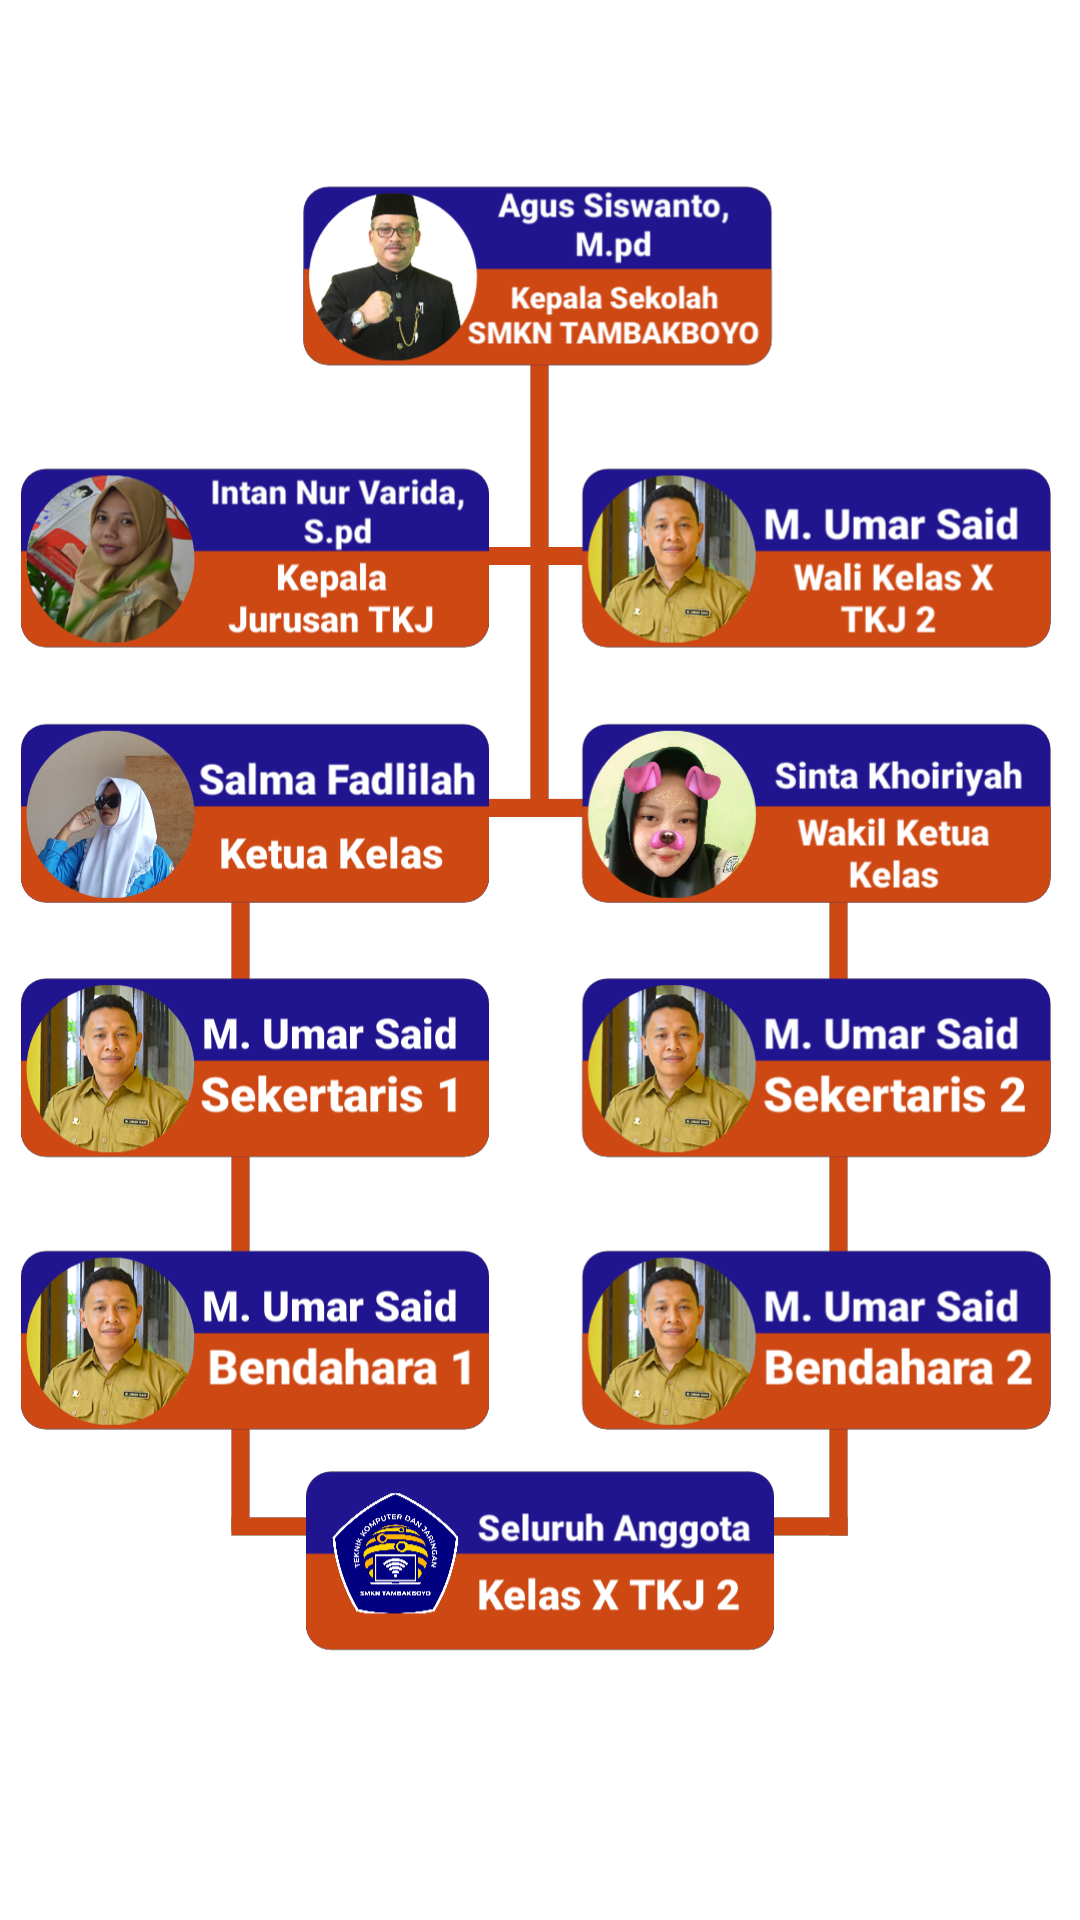 Agus Siswanto,
M.pd
Kepala Sekolah
SMKN TAMBAKBOYO
Intan Nur Varida,
S.pd
Kepala
Jurusan TKJ
M. Umar Said
Wali Kelas X
TKJ 2
Salma Fadlilah
Ketua Kelas
Sinta Khoiriyah
Wakil Ketua
Kelas
M. Umar Said
Sekertaris 1
M. Umar Said
Sekertaris 2
M. Umar Said
Bendahara 1
M. Umar Said
Bendahara 2
TEKNIK KOMPUTER DAN JARINGAN
SMKN TAMBAKBOYO
Seluruh Anggota
Kelas X TKJ 2